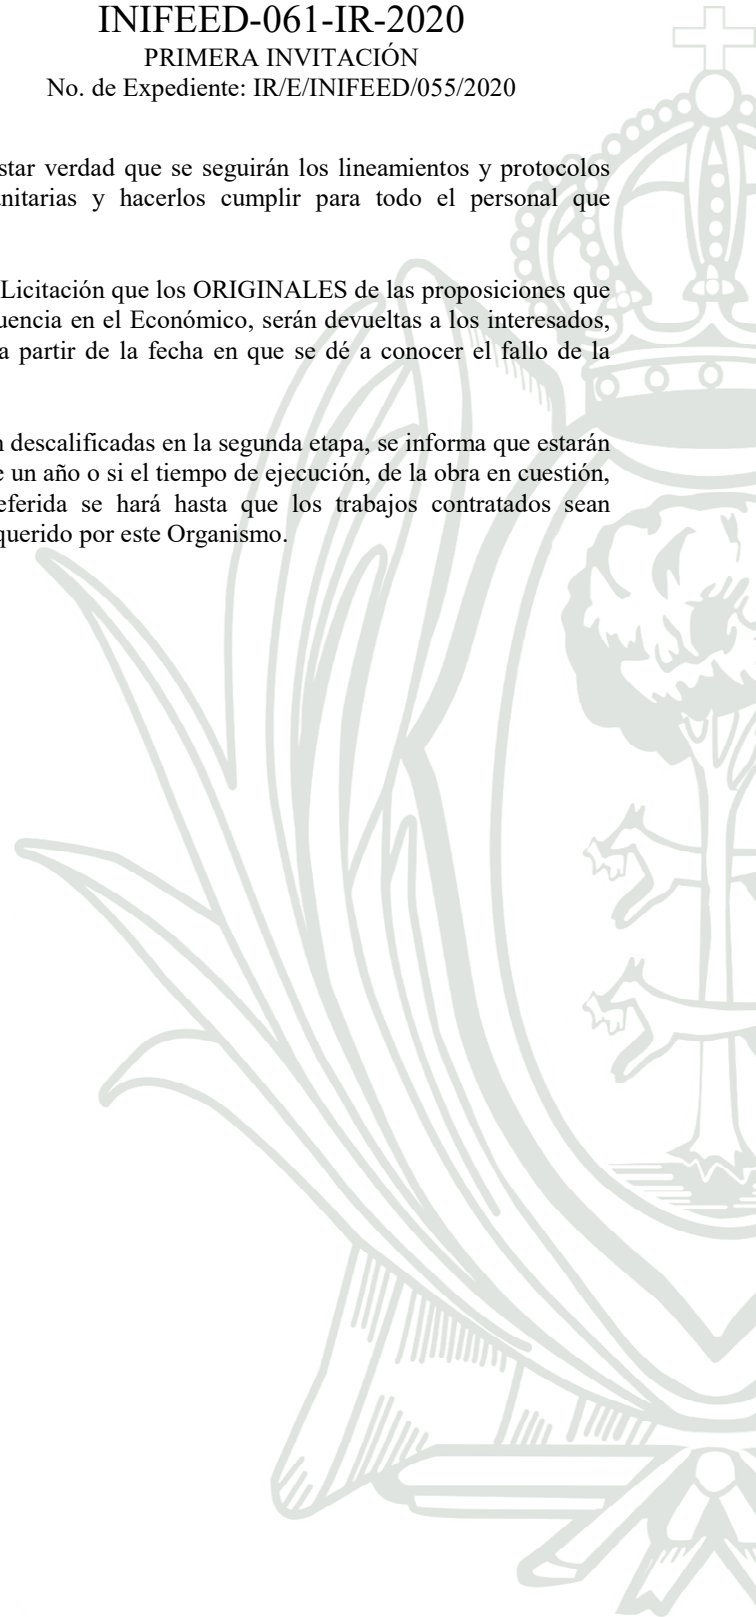 INIFEED-061-IR-2020
PRIMERA INVITACIÓN
No. de Expediente: IR/E/INIFEED/055/2020
star verdad que se seguirán los lineamientos y protocolos
nitarias y hacerlos cumplir para todo el personal que
Licitación que los ORIGINALES de las proposiciones que
uencia en el Económico, serán devueltas a los interesados,
a partir de la fecha en que se dé a conocer el fallo de la
n descalificadas en la segunda etapa, se informa que estarán
e un año o si el tiempo de ejecución, de la obra en cuestión,
eferida se hará hasta que los trabajos contratados sean
querido por este Organismo.